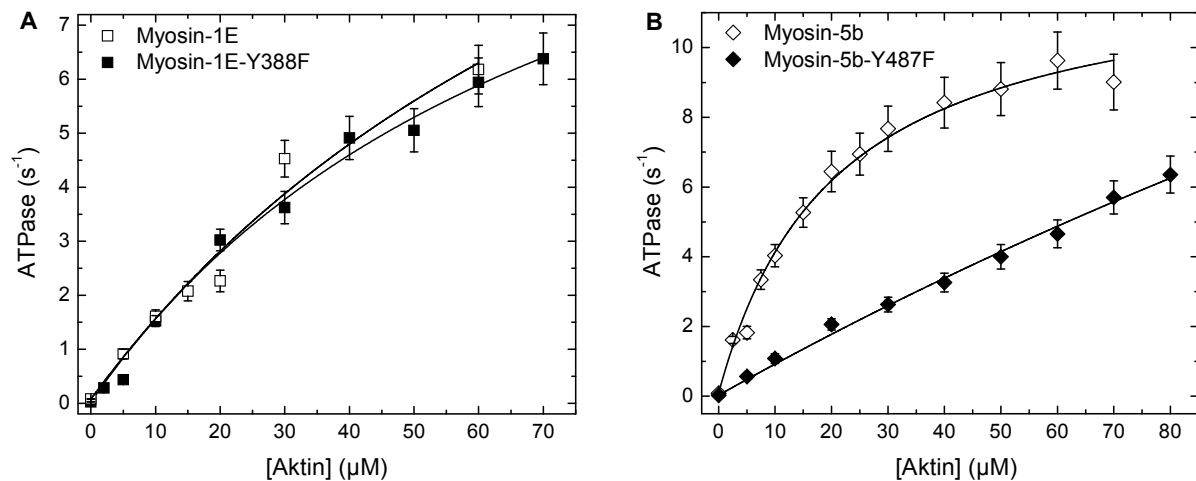 A
Myosin-1E
Myosin-1E-Y388F
ATPase (s⁻¹)
7
6
5
4
3
2
1
0
0 10 20 30 40 50 60 70
[Aktin] (µM)
B
Myosin-5b
Myosin-5b-Y487F
ATPase (s⁻¹)
10
8
6
4
2
0
0 10 20 30 40 50 60 70 80
[Aktin] (µM)